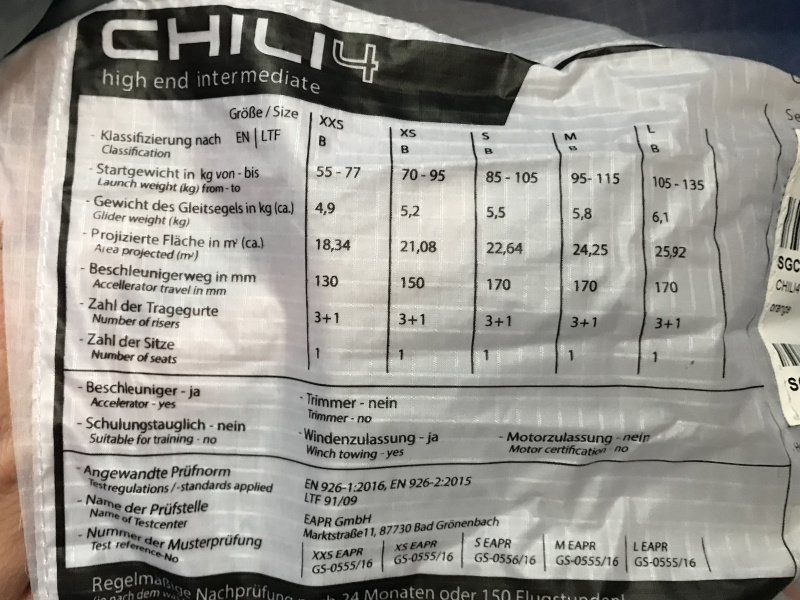 CHILI4
high end intermediate
Größe / Size XXS XS S M L
- Klassifizierung nach EN | LTF B B B B B
Classification
- Startgewicht in kg von - bis 55 - 77 70 - 95 85 - 105 95 - 115 105 - 135
Launch weight (kg) from - to
- Gewicht des Gleitsegels in kg (ca.) 4,9 5,2 5,5 5,8 6,1
Glider weight (kg)
- Projizierte Fläche in m² (ca.) 18,34 21,08 22,64 24,25 25,92
Area projected (m²)
- Beschleunigerweg in mm 130 150 170 170 170
Accellerator travel in mm
- Zahl der Tragegurte 3+1 3+1 3+1 3+1 3+1
Number of risers
- Zahl der Sitze 1 1 1 1 1
Number of seats
- Beschleuniger - ja - Trimmer - nein
Accelerator - yes Trimmer - no
- Schulungstauglich - nein - Windenzulassung - ja - Motorzulassung - nein
Suitable for training - no Winch towing - yes Motor certification - no
- Angewandte Prüfnorm EN 926-1:2016, EN 926-2:2015
Testregulations /-standards applied LTF 91/09
- Name der Prüfstelle EAPR GmbH
Name of Testcenter Marktstraße11, 87730 Bad Grönenbach
- Nummer der Musterprüfung XXS EAPR XS EAPR S EAPR M EAPR L EAPR
Test reference-No GS-0555/16 GS-0555/16 GS-0556/16 GS-0555/16 GS-0555/16
Nachprüfung 24 Monaten oder 150 Flugstunden!
SGC
CHILI4
orange